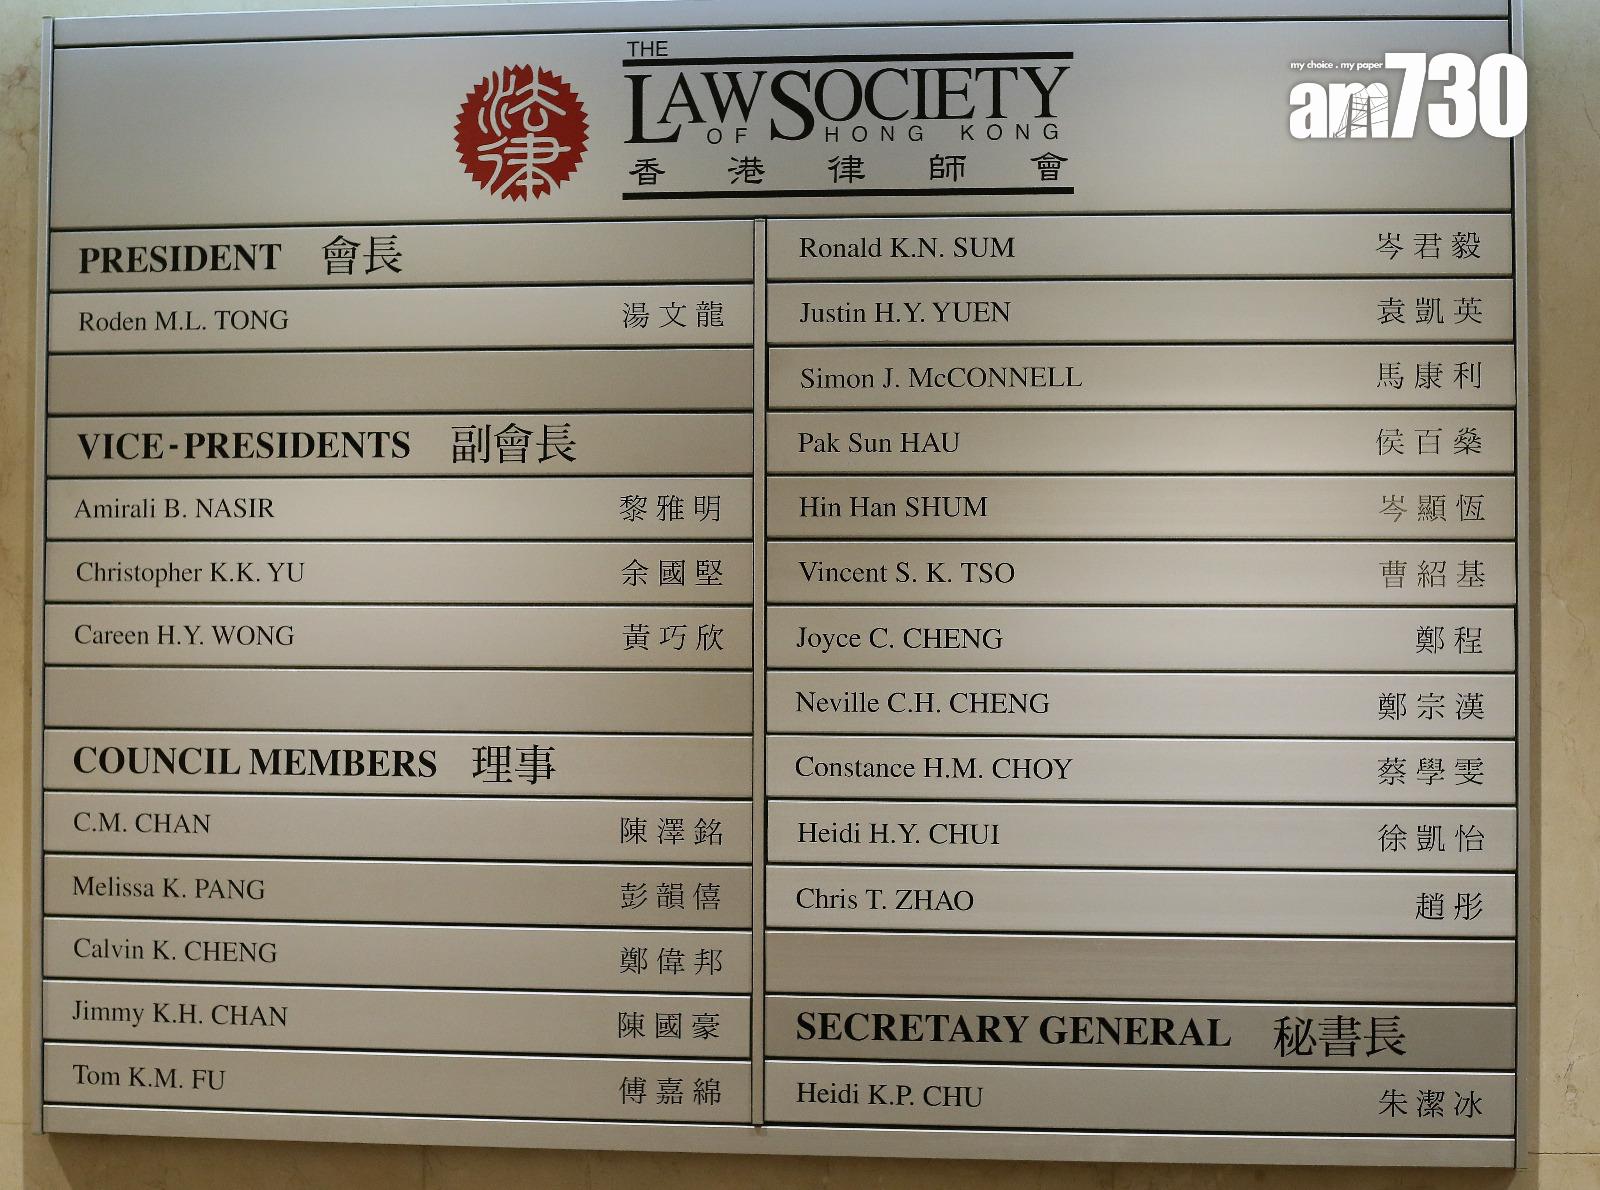 法律
THE
LAW SOCIETY
OF HONG KONG
香港律師會
my choice . my paper
am730
PRESIDENT 會長
Roden M.L. TONG 湯文龍
VICE-PRESIDENTS 副會長
Amirali B. NASIR 黎雅明
Christopher K.K. YU 余國堅
Careen H.Y. WONG 黃巧欣
COUNCIL MEMBERS 理事
C.M. CHAN 陳澤銘
Melissa K. PANG 彭韻僖
Calvin K. CHENG 鄭偉邦
Jimmy K.H. CHAN 陳國豪
Tom K.M. FU 傅嘉綿
Ronald K.N. SUM 岑君毅
Justin H.Y. YUEN 袁凱英
Simon J. McCONNELL 馬康利
Pak Sun HAU 侯百燊
Hin Han SHUM 岑顯恆
Vincent S. K. TSO 曹紹基
Joyce C. CHENG 鄭程
Neville C.H. CHENG 鄭宗漢
Constance H.M. CHOY 蔡學雯
Heidi H.Y. CHUI 徐凱怡
Chris T. ZHAO 趙彤
SECRETARY GENERAL 秘書長
Heidi K.P. CHU 朱潔冰